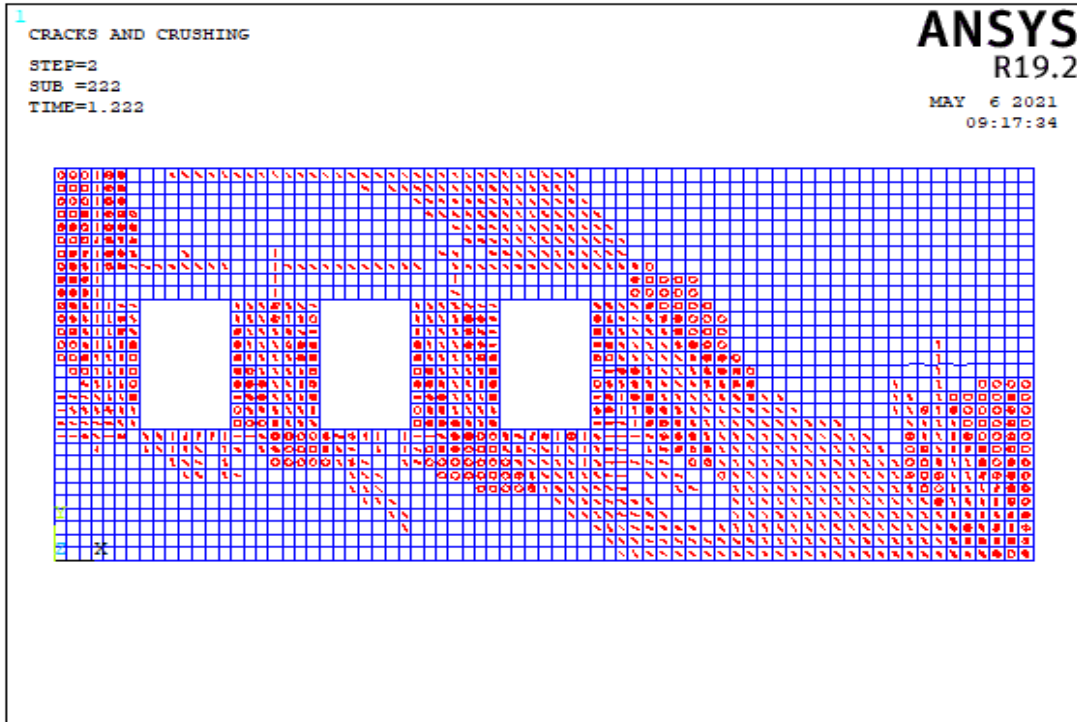 1
CRACKS AND CRUSHING
STEP=2
SUB =222
TIME=1.222
ANSYS
R19.2
MAY  6 2021
09:17:34
Y
Z X